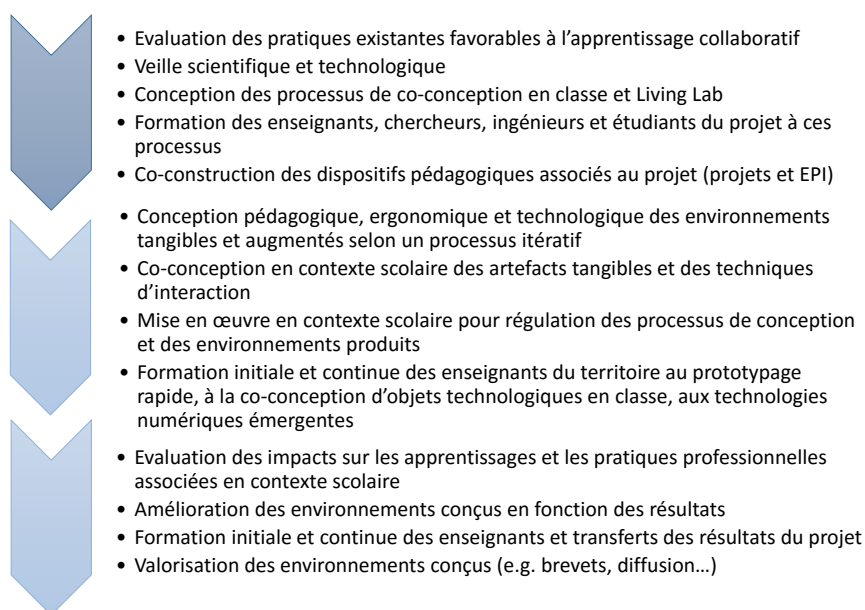 • Evaluation des pratiques existantes favorables à l’apprentissage collaboratif
• Veille scientifique et technologique
• Conception des processus de co-conception en classe et Living Lab
• Formation des enseignants, chercheurs, ingénieurs et étudiants du projet à ces
processus
• Co-construction des dispositifs pédagogiques associés au projet (projets et EPI)
• Conception pédagogique, ergonomique et technologique des environnements
tangibles et augmentés selon un processus itératif
• Co-conception en contexte scolaire des artefacts tangibles et des techniques
d’interaction
• Mise en œuvre en contexte scolaire pour régulation des processus de conception
et des environnements produits
• Formation initiale et continue des enseignants du territoire au prototypage
rapide, à la co-conception d’objets technologiques en classe, aux technologies
numériques émergentes
• Evaluation des impacts sur les apprentissages et les pratiques professionnelles
associées en contexte scolaire
• Amélioration des environnements conçus en fonction des résultats
• Formation initiale et continue des enseignants et transferts des résultats du projet
• Valorisation des environnements conçus (e.g. brevets, diffusion…)